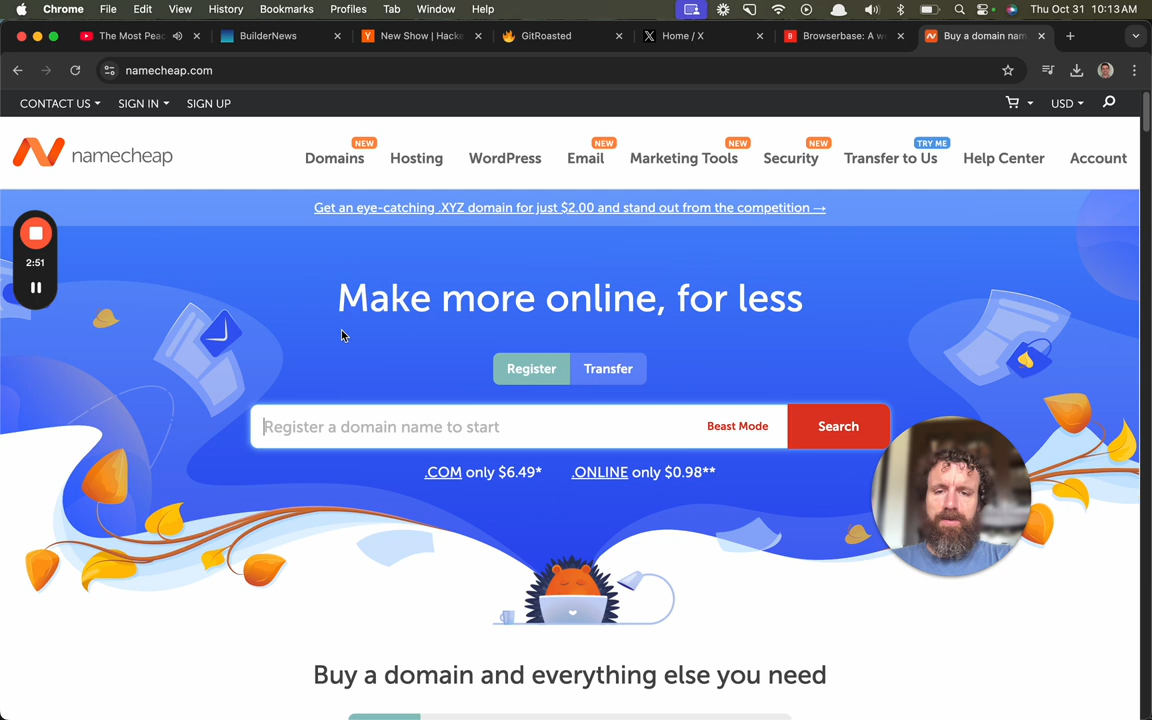 Chrome File Edit View History Bookmarks Profiles Tab Window Help Thu Oct 31 10:13 AM
The Most Peac BuilderNews New Show | Hacke GitRoasted Home / X Browserbase: A w Buy a domain nam
namecheap.com
CONTACT US SIGN IN SIGN UP USD
NEW NEW NEW NEW TRY ME
namecheap Domains Hosting WordPress Email Marketing Tools Security Transfer to Us Help Center Account
Get an eye-catching .XYZ domain for just $2.00 and stand out from the competition →
2:51
Make more online, for less
Register Transfer
Register a domain name to start Beast Mode Search
.COM only $6.49* .ONLINE only $0.98**
Buy a domain and everything else you need